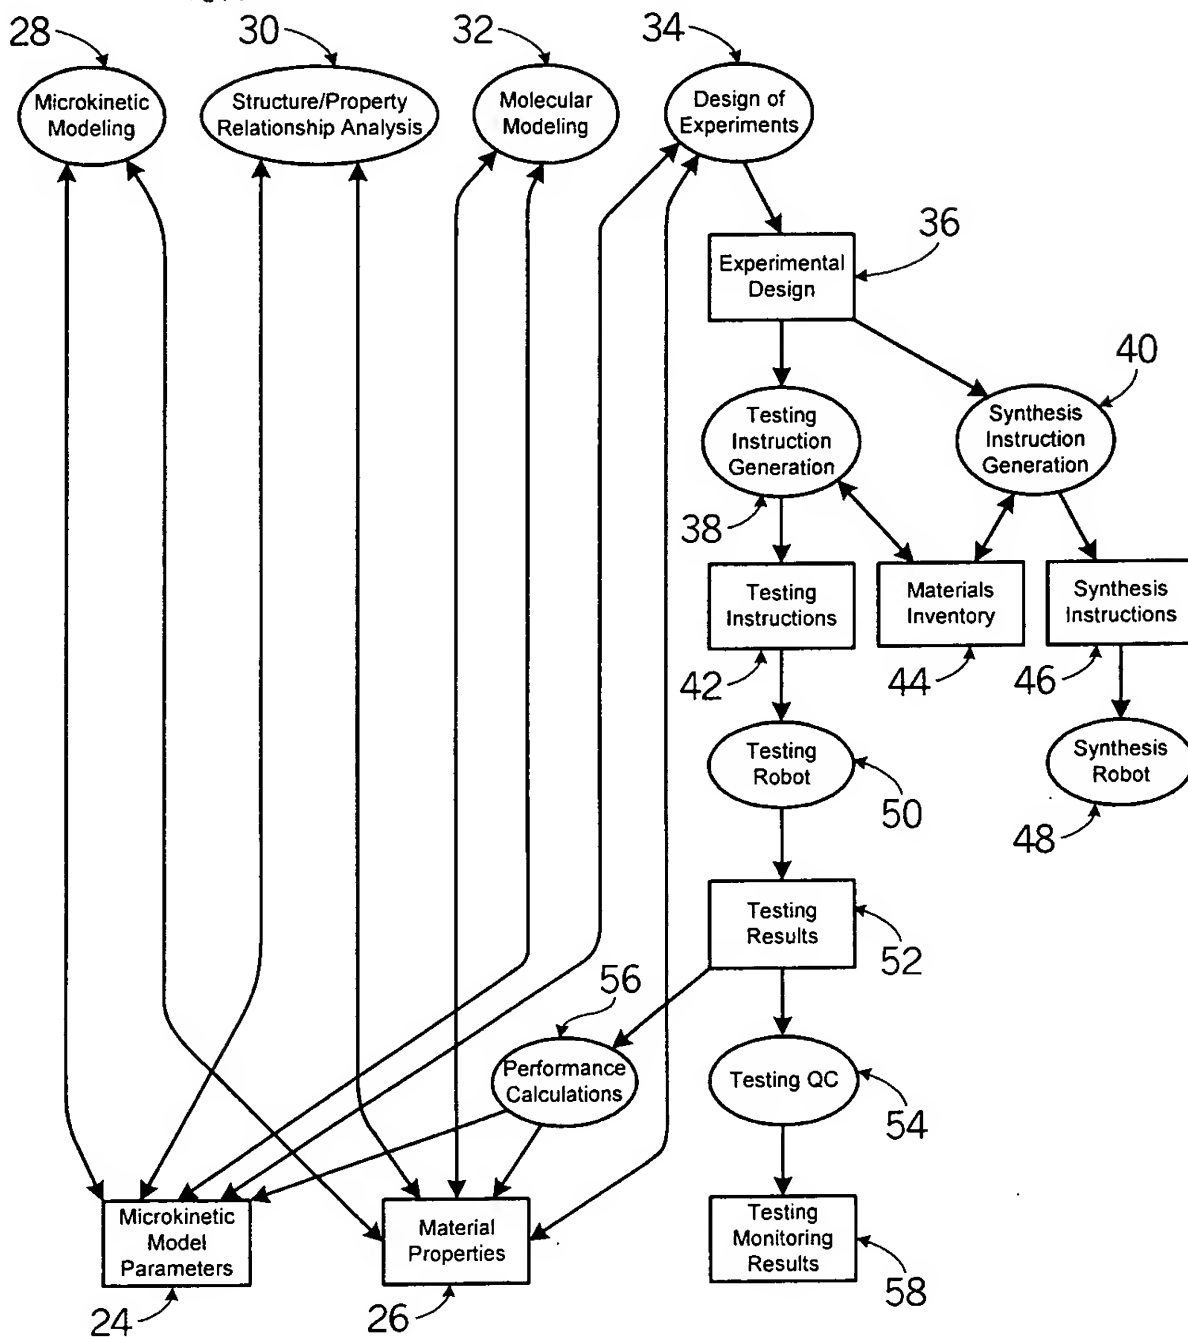 28
30
32
34
Microkinetic
Modeling
Structure/Property
Relationship Analysis
Molecular
Modeling
Design of
Experiments
36
Experimental
Design
40
Testing
Instruction
Generation
Synthesis
Instruction
Generation
38
Testing
Instructions
Materials
Inventory
Synthesis
Instructions
42
44
46
Testing
Robot
Synthesis
Robot
50
48
Testing
Results
52
56
Performance
Calculations
Testing QC
54
Microkinetic
Model
Parameters
Material
Properties
Testing
Monitoring
Results
24
26
58